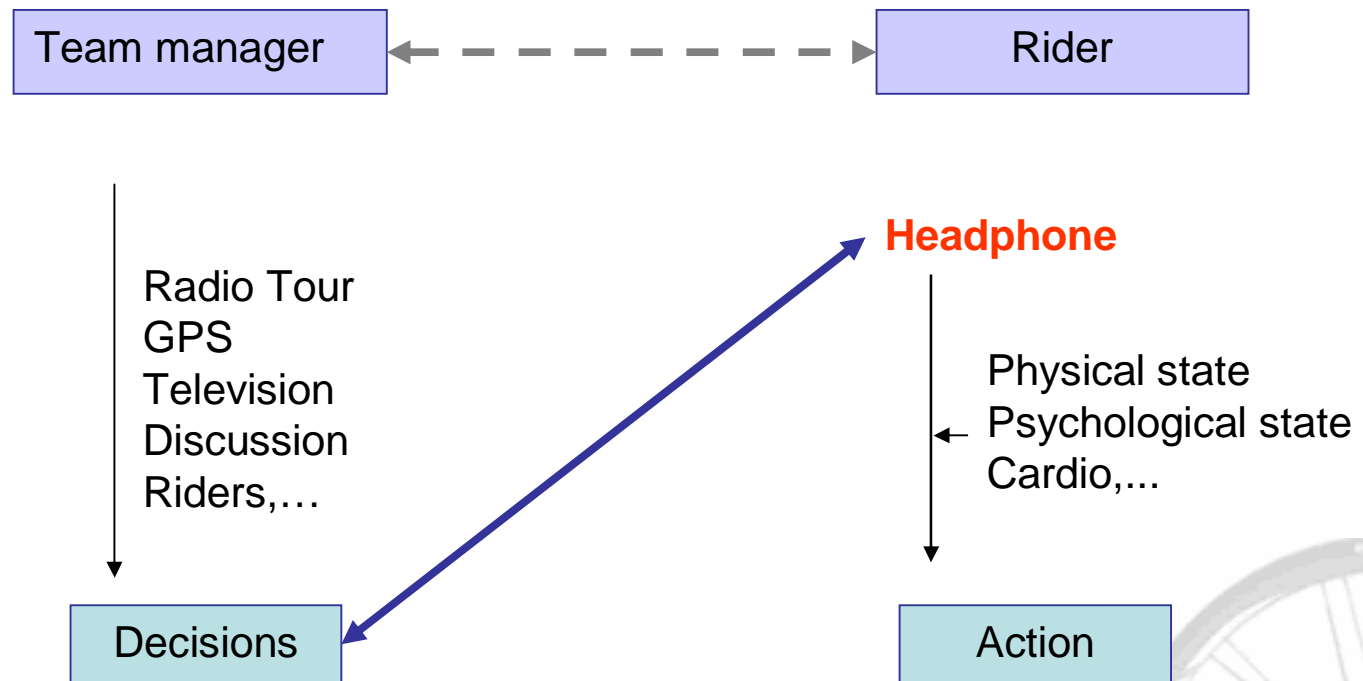 Team manager
Rider
Headphone
Radio Tour
GPS
Television
Discussion
Riders,…
Physical state
Psychological state
Cardio,...
Decisions
Action